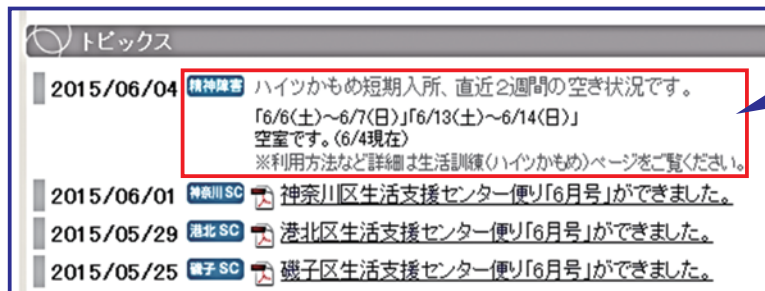 トピックス
2015/06/04 精神障害 ハイツかもめ短期入所、直近2週間の空き状況です。
「6/6(土)～6/7(日)」「6/13(土)～6/14(日)」
空室です。(6/4現在)
※利用方法など詳細は生活訓練(ハイツかもめ)ページをご覧ください。
2015/06/01 神奈川SC 神奈川区生活支援センター便り「6月号」ができました。
2015/05/29 港北SC 港北区生活支援センター便り「6月号」ができました。
2015/05/25 磯子SC 磯子区生活支援センター便り「6月号」ができました。